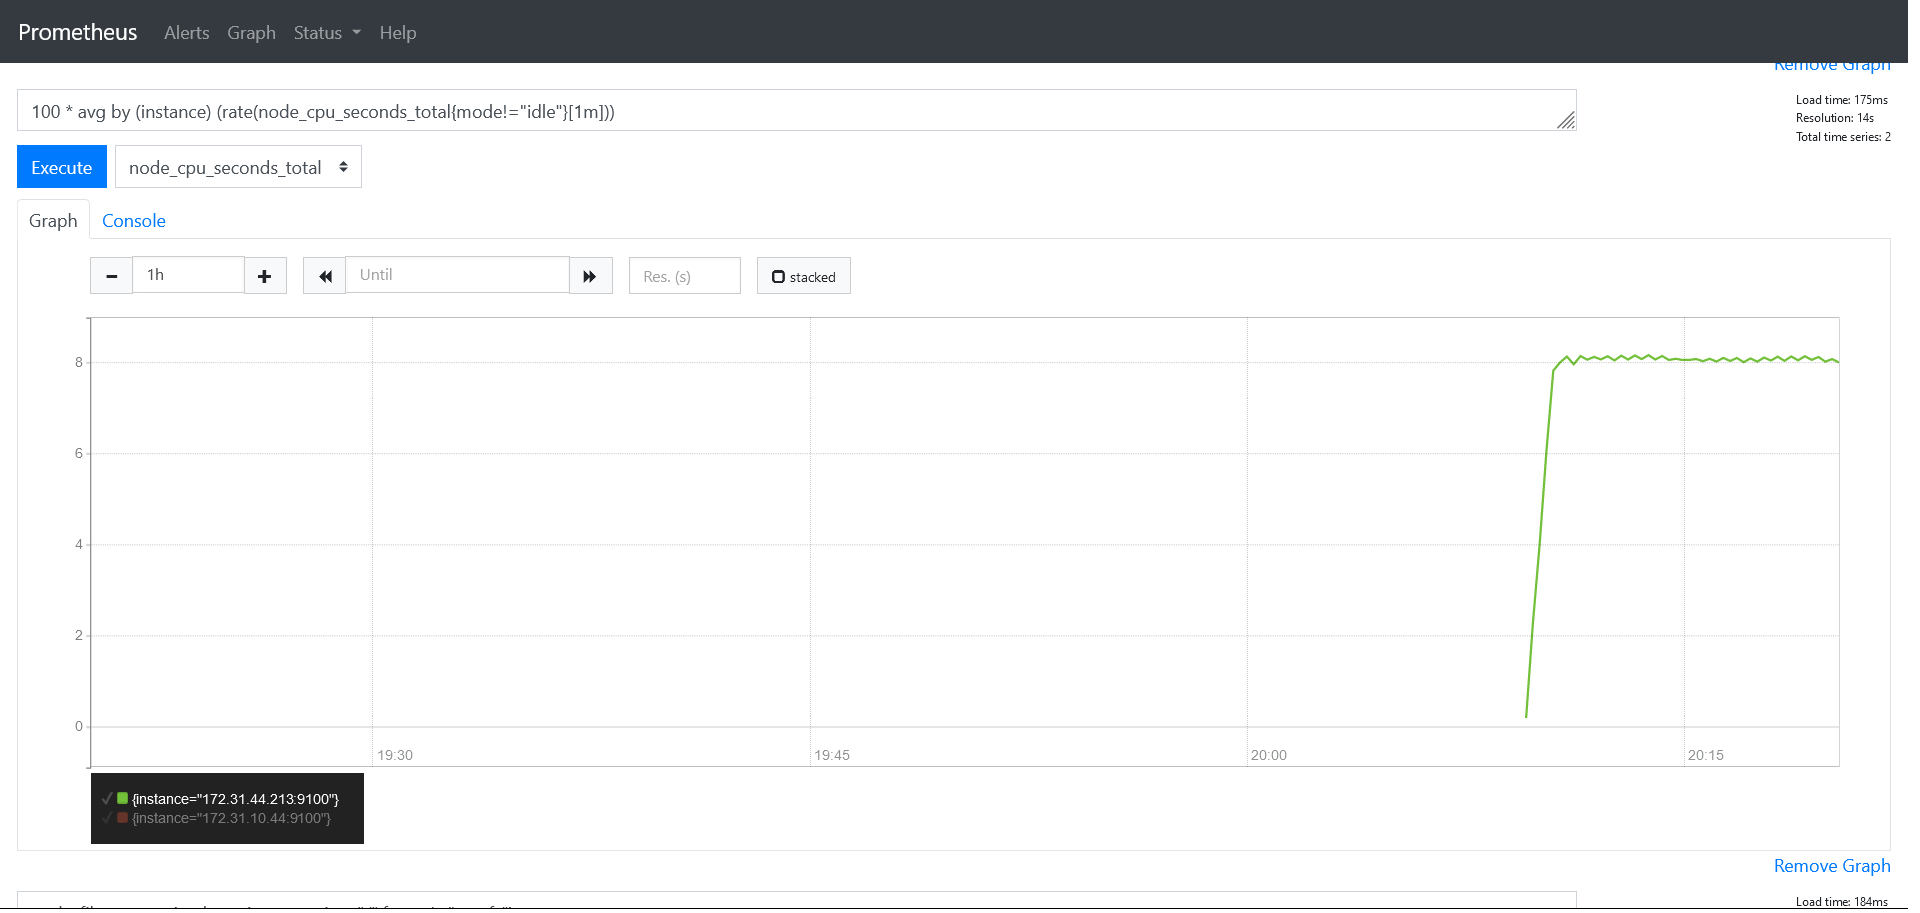 Prometheus Alerts Graph Status Help
Remove Graph
100 * avg by (instance) (rate(node_cpu_seconds_total{mode!="idle"}[1m]))
Load time: 175ms
Resolution: 14s
Total time series: 2
Execute node_cpu_seconds_total
Graph Console
1h Until Res. (s) stacked
8
6
4
2
0
19:30 19:45 20:00 20:15
{instance="172.31.44.213:9100"}
{instance="172.31.10.44:9100"}
Remove Graph
Load time: 184ms